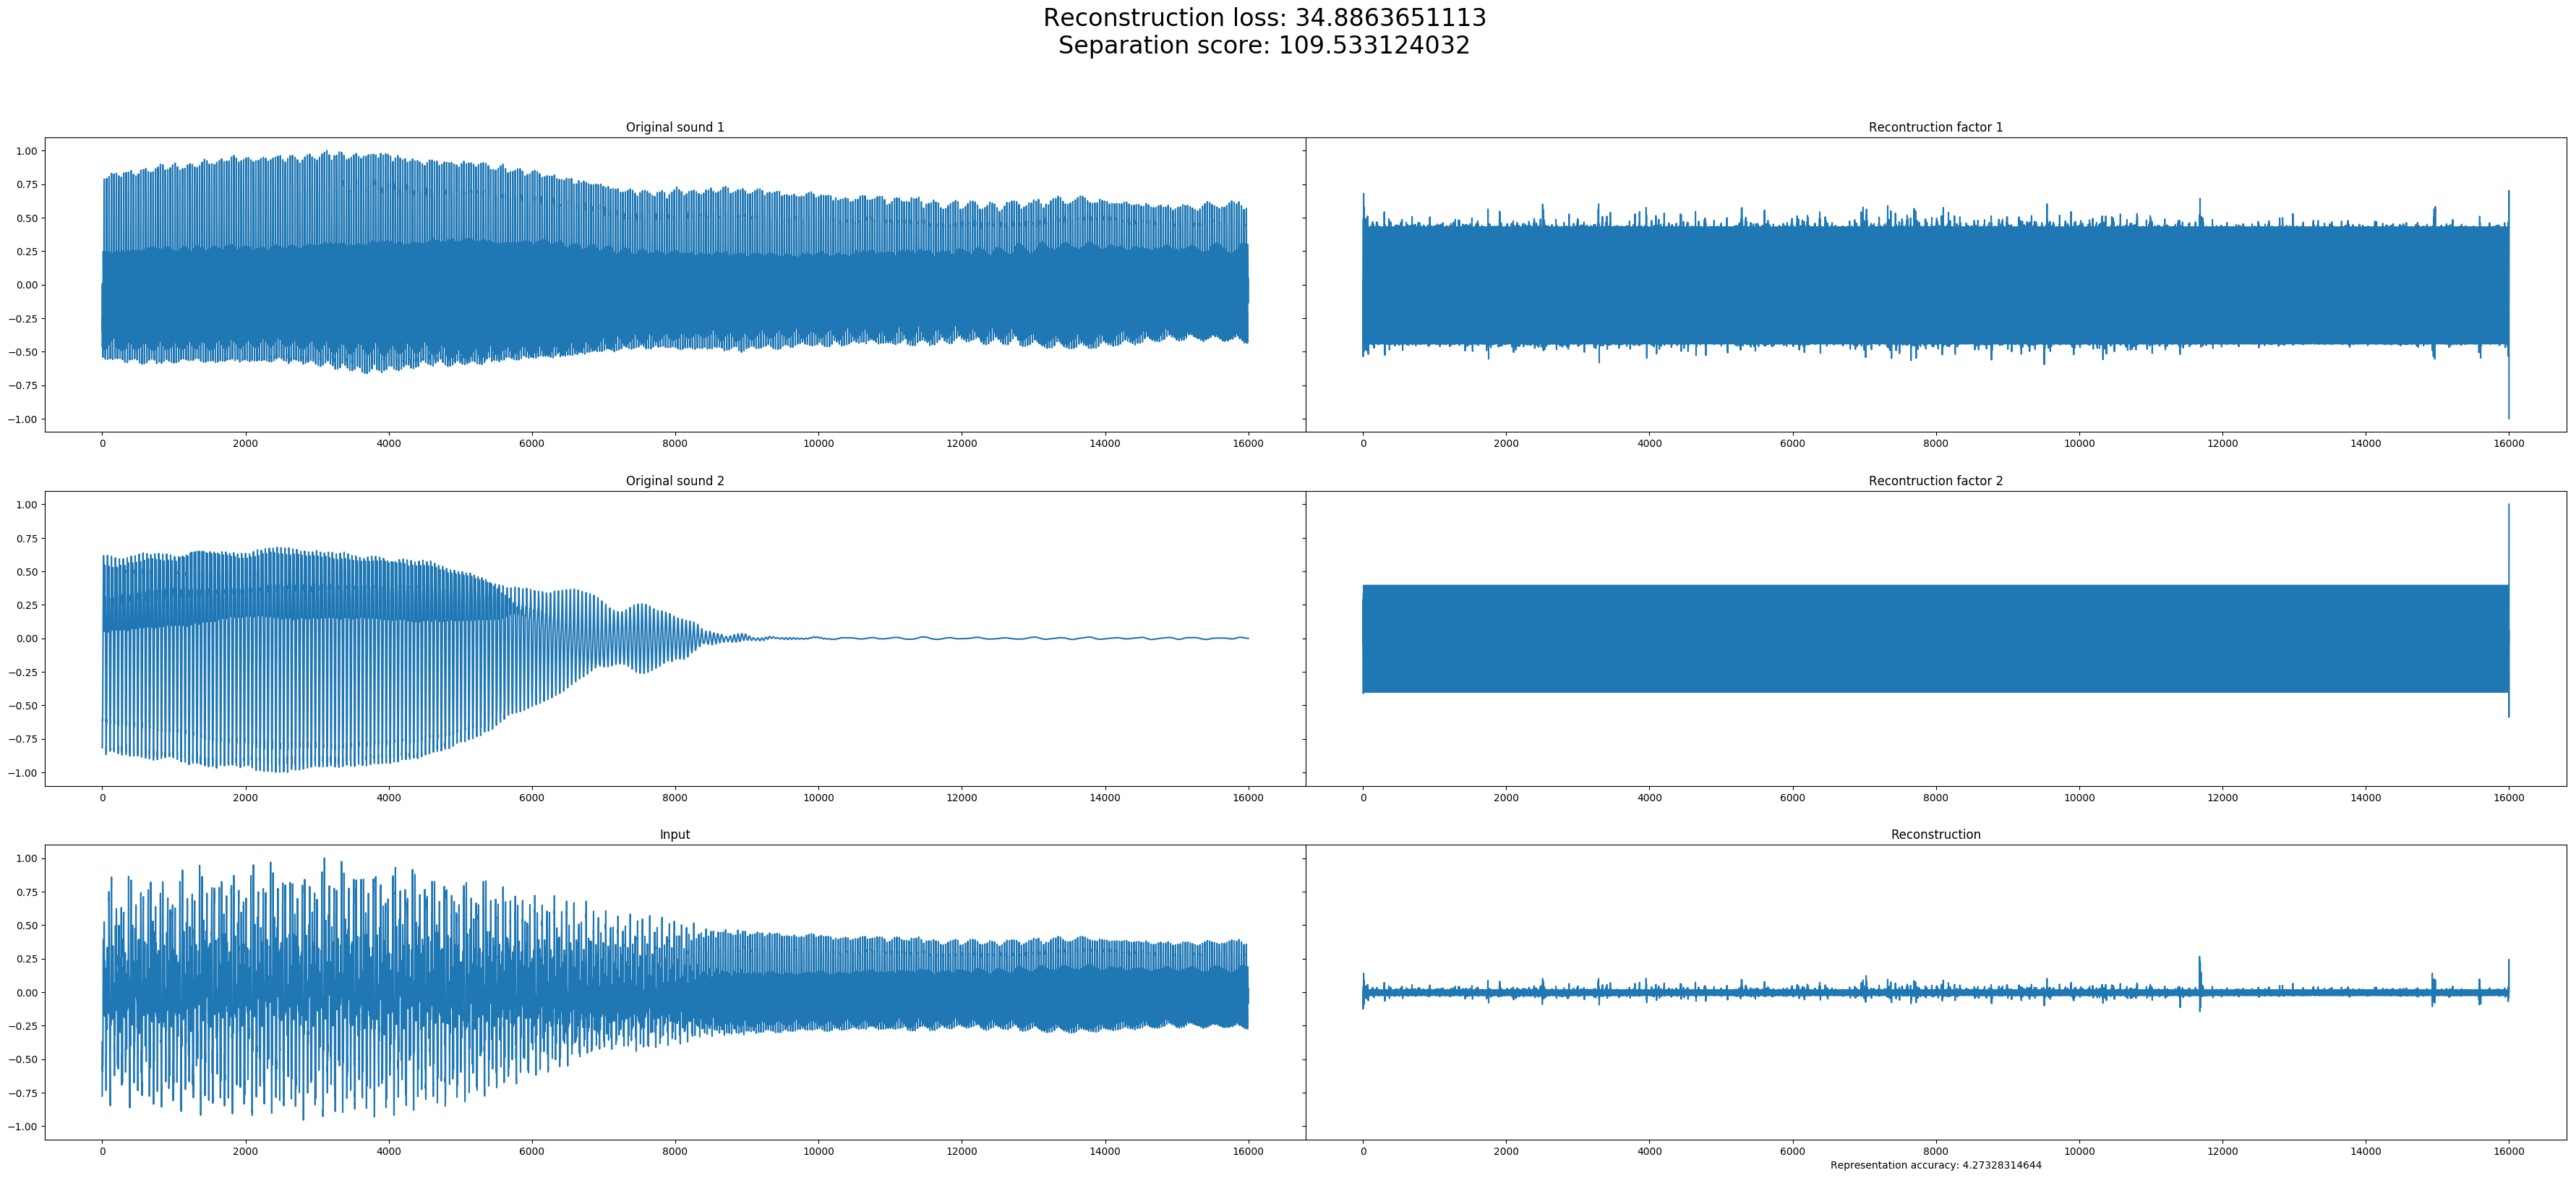 Reconstruction loss: 34.8863651113
Separation score: 109.533124032
Original sound 1
Recontruction factor 1
1.00
0.75
0.50
0.25
0.00
−0.25
−0.50
−0.75
−1.00
0 2000 4000 6000 8000 10000 12000 14000 16000
0 2000 4000 6000 8000 10000 12000 14000 16000
Original sound 2
Recontruction factor 2
1.00
0.75
0.50
0.25
0.00
−0.25
−0.50
−0.75
−1.00
0 2000 4000 6000 8000 10000 12000 14000 16000
0 2000 4000 6000 8000 10000 12000 14000 16000
Input
Reconstruction
1.00
0.75
0.50
0.25
0.00
−0.25
−0.50
−0.75
−1.00
0 2000 4000 6000 8000 10000 12000 14000 16000
0 2000 4000 6000 8000 10000 12000 14000 16000
Representation accuracy: 4.27328314644